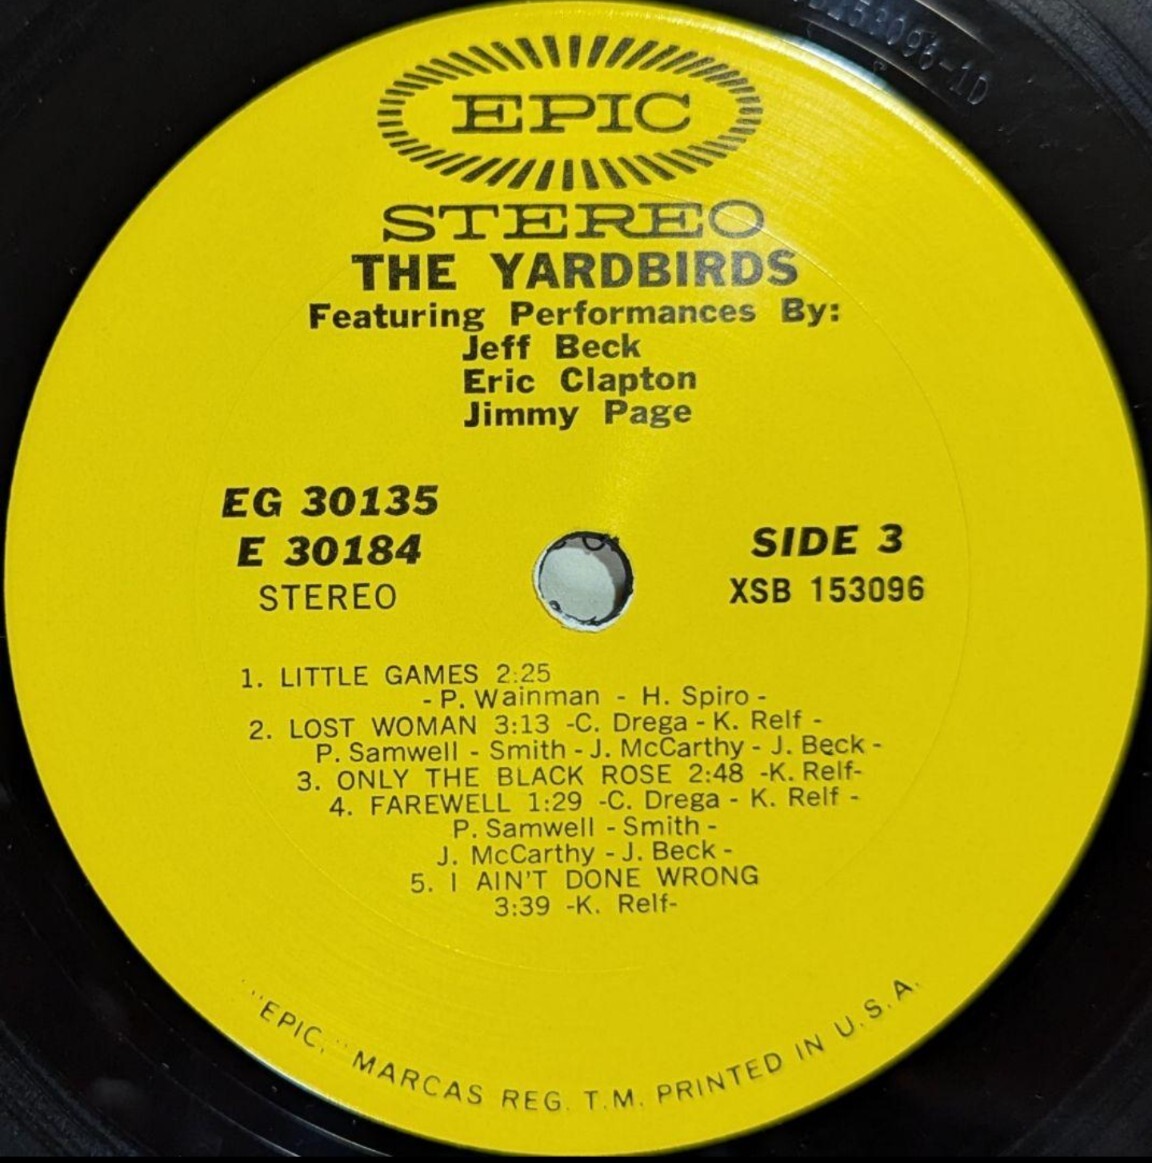 253096-1D
EPIC
STEREO
THE YARDBIRDS
Featuring Performances By:
Jeff Beck
Eric Clapton
Jimmy Page
EG 30135
E 30184
STEREO
SIDE 3
XSB 153096
1. LITTLE GAMES 2:25
- P. Wainman - H. Spiro -
2. LOST WOMAN 3:13 -C. Drega - K. Relf -
P. Samwell - Smith - J. McCarthy - J. Beck -
3. ONLY THE BLACK ROSE 2:48 -K. Relf-
4. FAREWELL 1:29 -C. Drega - K. Relf -
P. Samwell - Smith -
J. McCarthy - J. Beck -
5. I AIN'T DONE WRONG
3:39 -K. Relf-
"EPIC," MARCAS REG. T.M. PRINTED IN U.S.A.